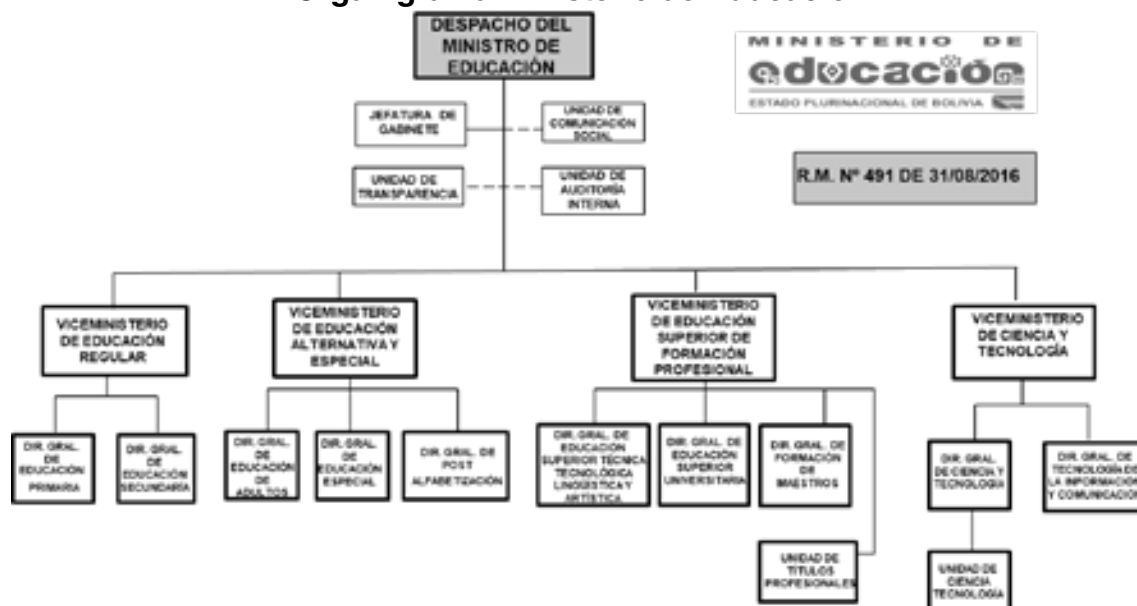 DESPACHO DEL
MINISTRO DE
EDUCACIÓN
MINISTERIO DE
educación
ESTADO PLURINACIONAL DE BOLIVIA
JEFATURA DE
GABINETE
UNIDAD DE
COMUNICACIÓN
SOCIAL
UNIDAD DE
TRANSPARENCIA
UNIDAD DE
AUDITORÍA
INTERNA
R.M. Nº 491 DE 31/08/2016
VICEMINISTERIO
DE EDUCACIÓN
REGULAR
VICEMINISTERIO
DE EDUCACIÓN
ALTERNATIVA Y
ESPECIAL
VICEMINISTERIO
DE EDUCACIÓN
SUPERIOR DE
FORMACIÓN
PROFESIONAL
VICEMINISTERIO
DE CIENCIA Y
TECNOLOGÍA
DIR. GRAL.
DE
EDUCACIÓN
PRIMARIA
DIR. GRAL.
DE
EDUCACIÓN
SECUNDARÍA
DIR. GRAL.
DE
EDUCACIÓN
DE
ADULTOS
DIR. GRAL.
DE
EDUCACIÓN
ESPECIAL
DIR. GRAL. DE
POST
ALFABETIZACIÓN
DIR. GRAL. DE
EDUCACIÓN
SUPERIOR TÉCNICA
TECNOLÓGICA
LINGÜÍSTICA Y
ARTÍSTICA
DIR. GRAL. DE
EDUCACIÓN
SUPERIOR
UNIVERSITARIA
DIR. GRAL. DE
FORMACIÓN
DE
MAESTROS
DIR. GRAL.
DE CIENCIA Y
TECNOLOGÍA
DIR. GRAL. DE
TECNOLOGÍA DE
LA INFORMACIÓN
Y COMUNICACIÓN
UNIDAD DE
TÍTULOS
PROFESIONALES
UNIDAD DE
CIENCIA
TECNOLOGÍA